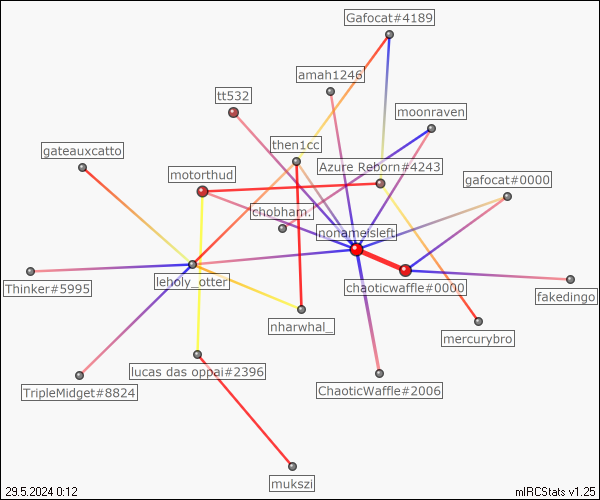 Gafocat#4189
amah1246
tt532
moonraven
then1cc
gateauxcatto
Azure Reborn#4243
motorthud
gafocat#0000
chobham.
nonameisleft
leholy_otter
Thinker#5995
chaoticwaffle#0000
fakedingo
nharwhal_
mercurybro
lucas das oppai#2396
TripleMidget#8824
ChaoticWaffle#2006
mukszi
29.5.2024 0:12
mIRCStats v1.25